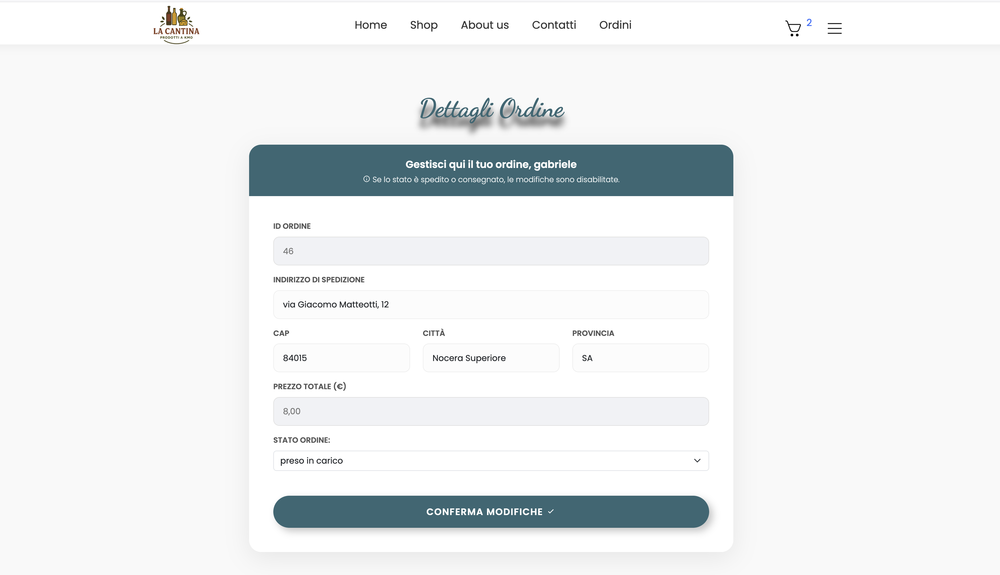 LA CANTINA
PRODOTTI A KM0
Home Shop About us Contatti Ordini
2
Dettagli Ordine
Gestisci qui il tuo ordine, gabriele
Se lo stato è spedito o consegnato, le modifiche sono disabilitate.
ID ORDINE
46
INDIRIZZO DI SPEDIZIONE
via Giacomo Matteotti, 12
CAP CITTÀ PROVINCIA
84015 Nocera Superiore SA
PREZZO TOTALE (€)
8,00
STATO ORDINE:
preso in carico
CONFERMA MODIFICHE